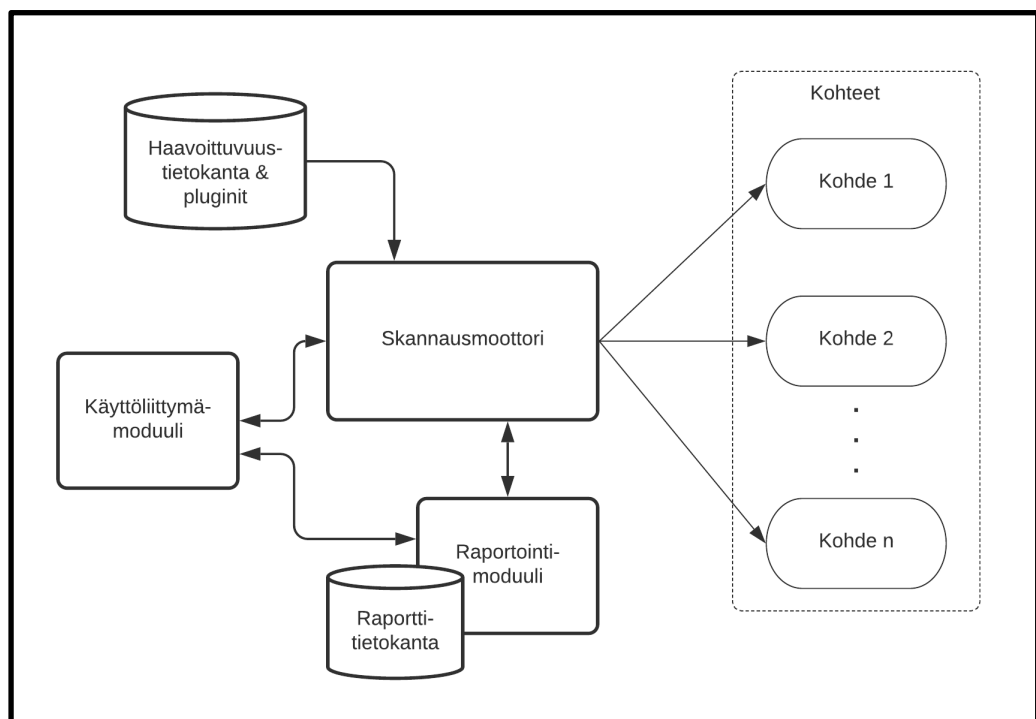 Kohteet
Haavoittuvuus-
tietokanta &
pluginit
Kohde 1
Skannausmoottori
Kohde 2
Käyttöliittymä-
moduuli
.
.
.
Raportointi-
moduuli
Kohde n
Raportti-
tietokanta